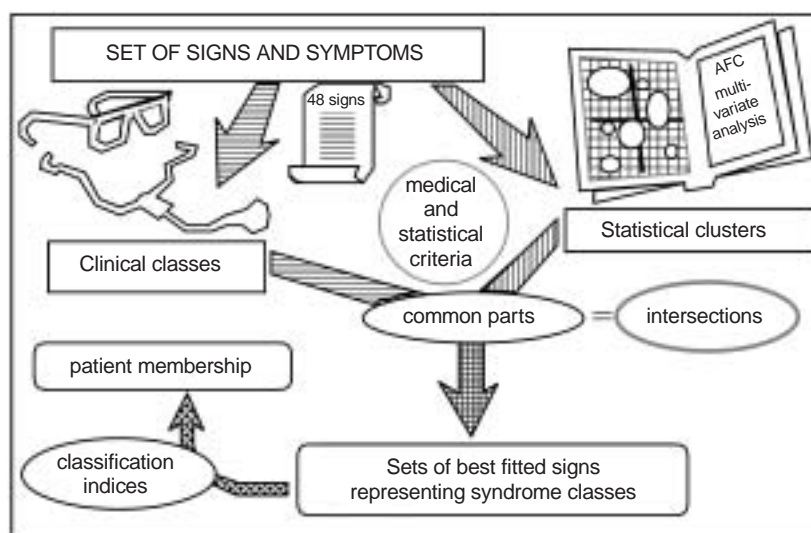 SET OF SIGNS AND SYMPTOMS
48 signs
AFC
multi-
variate
analysis
medical
and
statistical
criteria
Statistical clusters
Clinical classes
common parts
=
intersections
patient membership
classification
indices
Sets of best fitted signs
representing syndrome classes